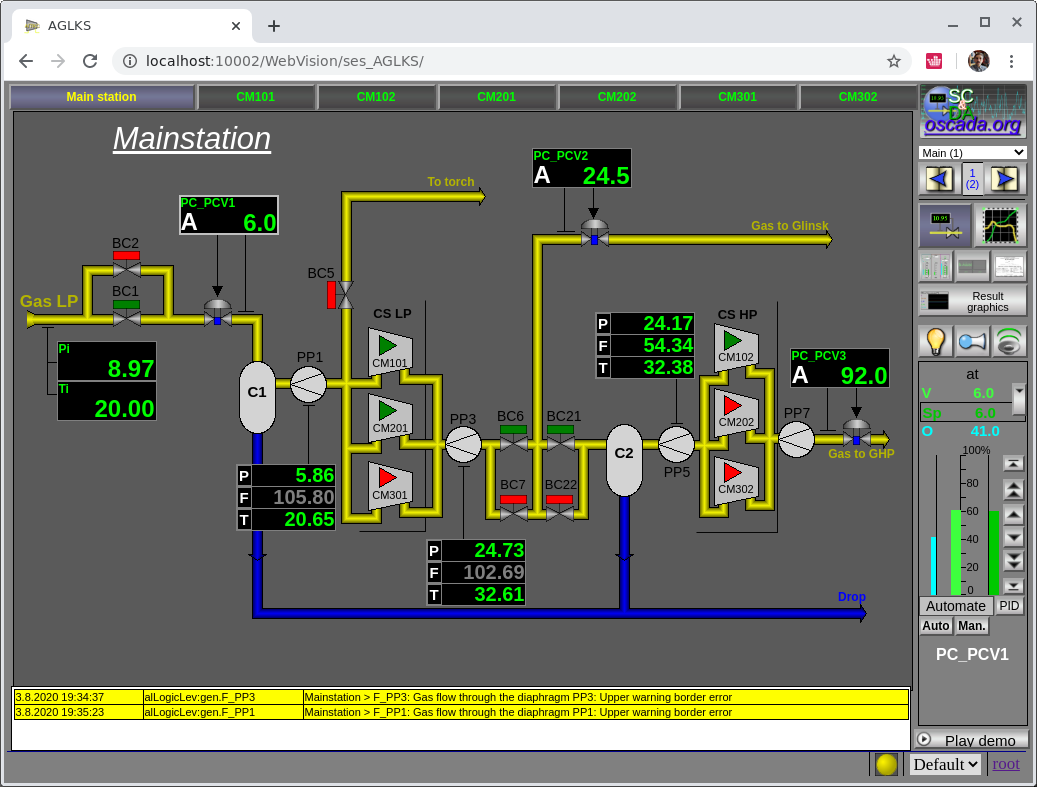 AGLKS
localhost:10002/WebVision/ses_AGLKS/
Main station
CM101
CM102
CM201
CM202
CM301
CM302
SC
&
DA
oscada.org
Mainstation
Main (1)
1
(2)
PC_PCV1
A 6.0
To torch
PC_PCV2
A 24.5
Gas to Glinsk
BC2
BC1
BC5
Gas LP
Pi
8.97
Ti
20.00
C1
PP1
CS LP
CM101
CM201
CM301
P 5.86
F 105.80
T 20.65
PP3
P 24.73
F 102.69
T 32.61
BC6
BC21
BC7
BC22
C2
P 24.17
F 54.34
T 32.38
PP5
CS HP
CM102
CM202
CM302
PC_PCV3
A 92.0
PP7
Gas to GHP
Drop
Result
graphics
at
V 6.0
Sp 6.0
O 41.0
100%
80
60
40
20
0
Automate
PID
Auto
Man.
PC_PCV1
3.8.2020 19:34:37 alLogicLev:gen.F_PP3 Mainstation > F_PP3: Gas flow through the diaphragm PP3: Upper warning border error
3.8.2020 19:35:23 alLogicLev:gen.F_PP1 Mainstation > F_PP1: Gas flow through the diaphragm PP1: Upper warning border error
Play demo
Default
root